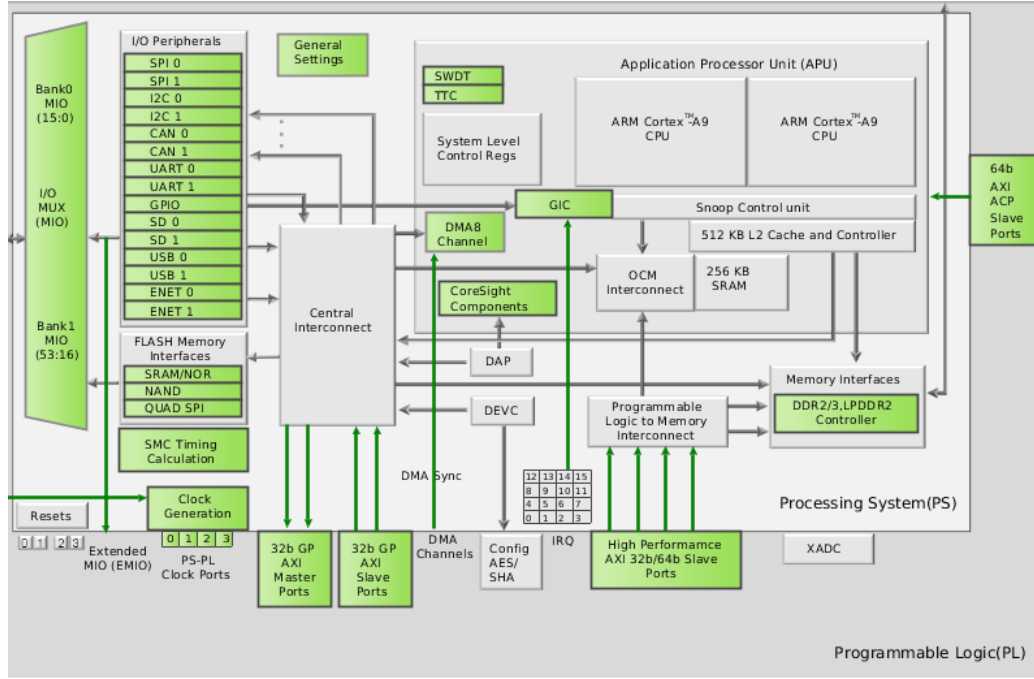 I/O Peripherals
SPI 0
SPI 1
I2C 0
I2C 1
CAN 0
CAN 1
UART 0
UART 1
GPIO
SD 0
SD 1
USB 0
USB 1
ENET 0
ENET 1
Bank0
MIO
(15:0)
I/O
MUX
(MIO)
Bank1
MIO
(53:16)
FLASH Memory
Interfaces
SRAM/NOR
NAND
QUAD SPI
SMC Timing
Calculation
General
Settings
Application Processor Unit (APU)
SWDT
TTC
System Level
Control Regs
ARM Cortex™-A9
CPU
ARM Cortex™-A9
CPU
GIC
Snoop Control unit
DMA8
Channel
512 KB L2 Cache and Controller
OCM
Interconnect
256 KB
SRAM
CoreSight
Components
Central
Interconnect
DAP
DEVC
Programmable
Logic to Memory
Interconnect
Memory Interfaces
DDR2/3,LPDDR2
Controller
64b
AXI
ACP
Slave
Ports
DMA Sync
12 13 14 15
8 9 10 11
4 5 6 7
0 1 2 3
Processing System(PS)
Clock
Generation
Resets
0 1 2 3
0 1 2 3
Extended
MIO (EMIO)
PS-PL
Clock Ports
32b GP
AXI
Master
Ports
32b GP
AXI
Slave
Ports
DMA
Channels
Config
AES/
SHA
IRQ
High Performamce
AXI 32b/64b Slave
Ports
XADC
Programmable Logic(PL)